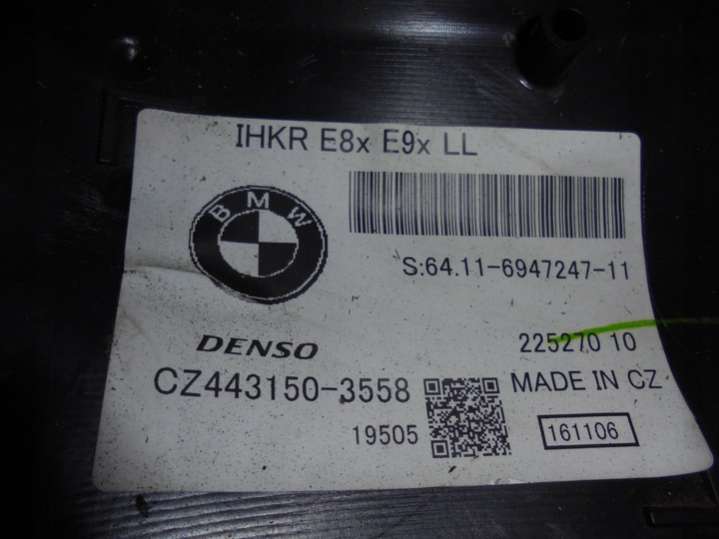 IHKR E8x E9x LL
BMW
S:64.11-6947247-11
DENSO
225270 10
CZ443150-3558
MADE IN CZ
19505
161106